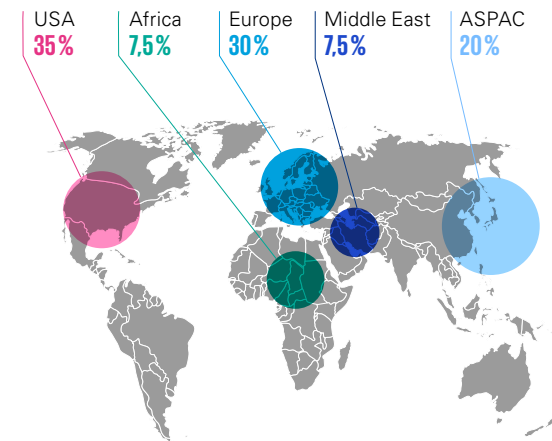 USA
35%
Africa
7,5%
Europe
30%
Middle East
7,5%
ASPAC
20%